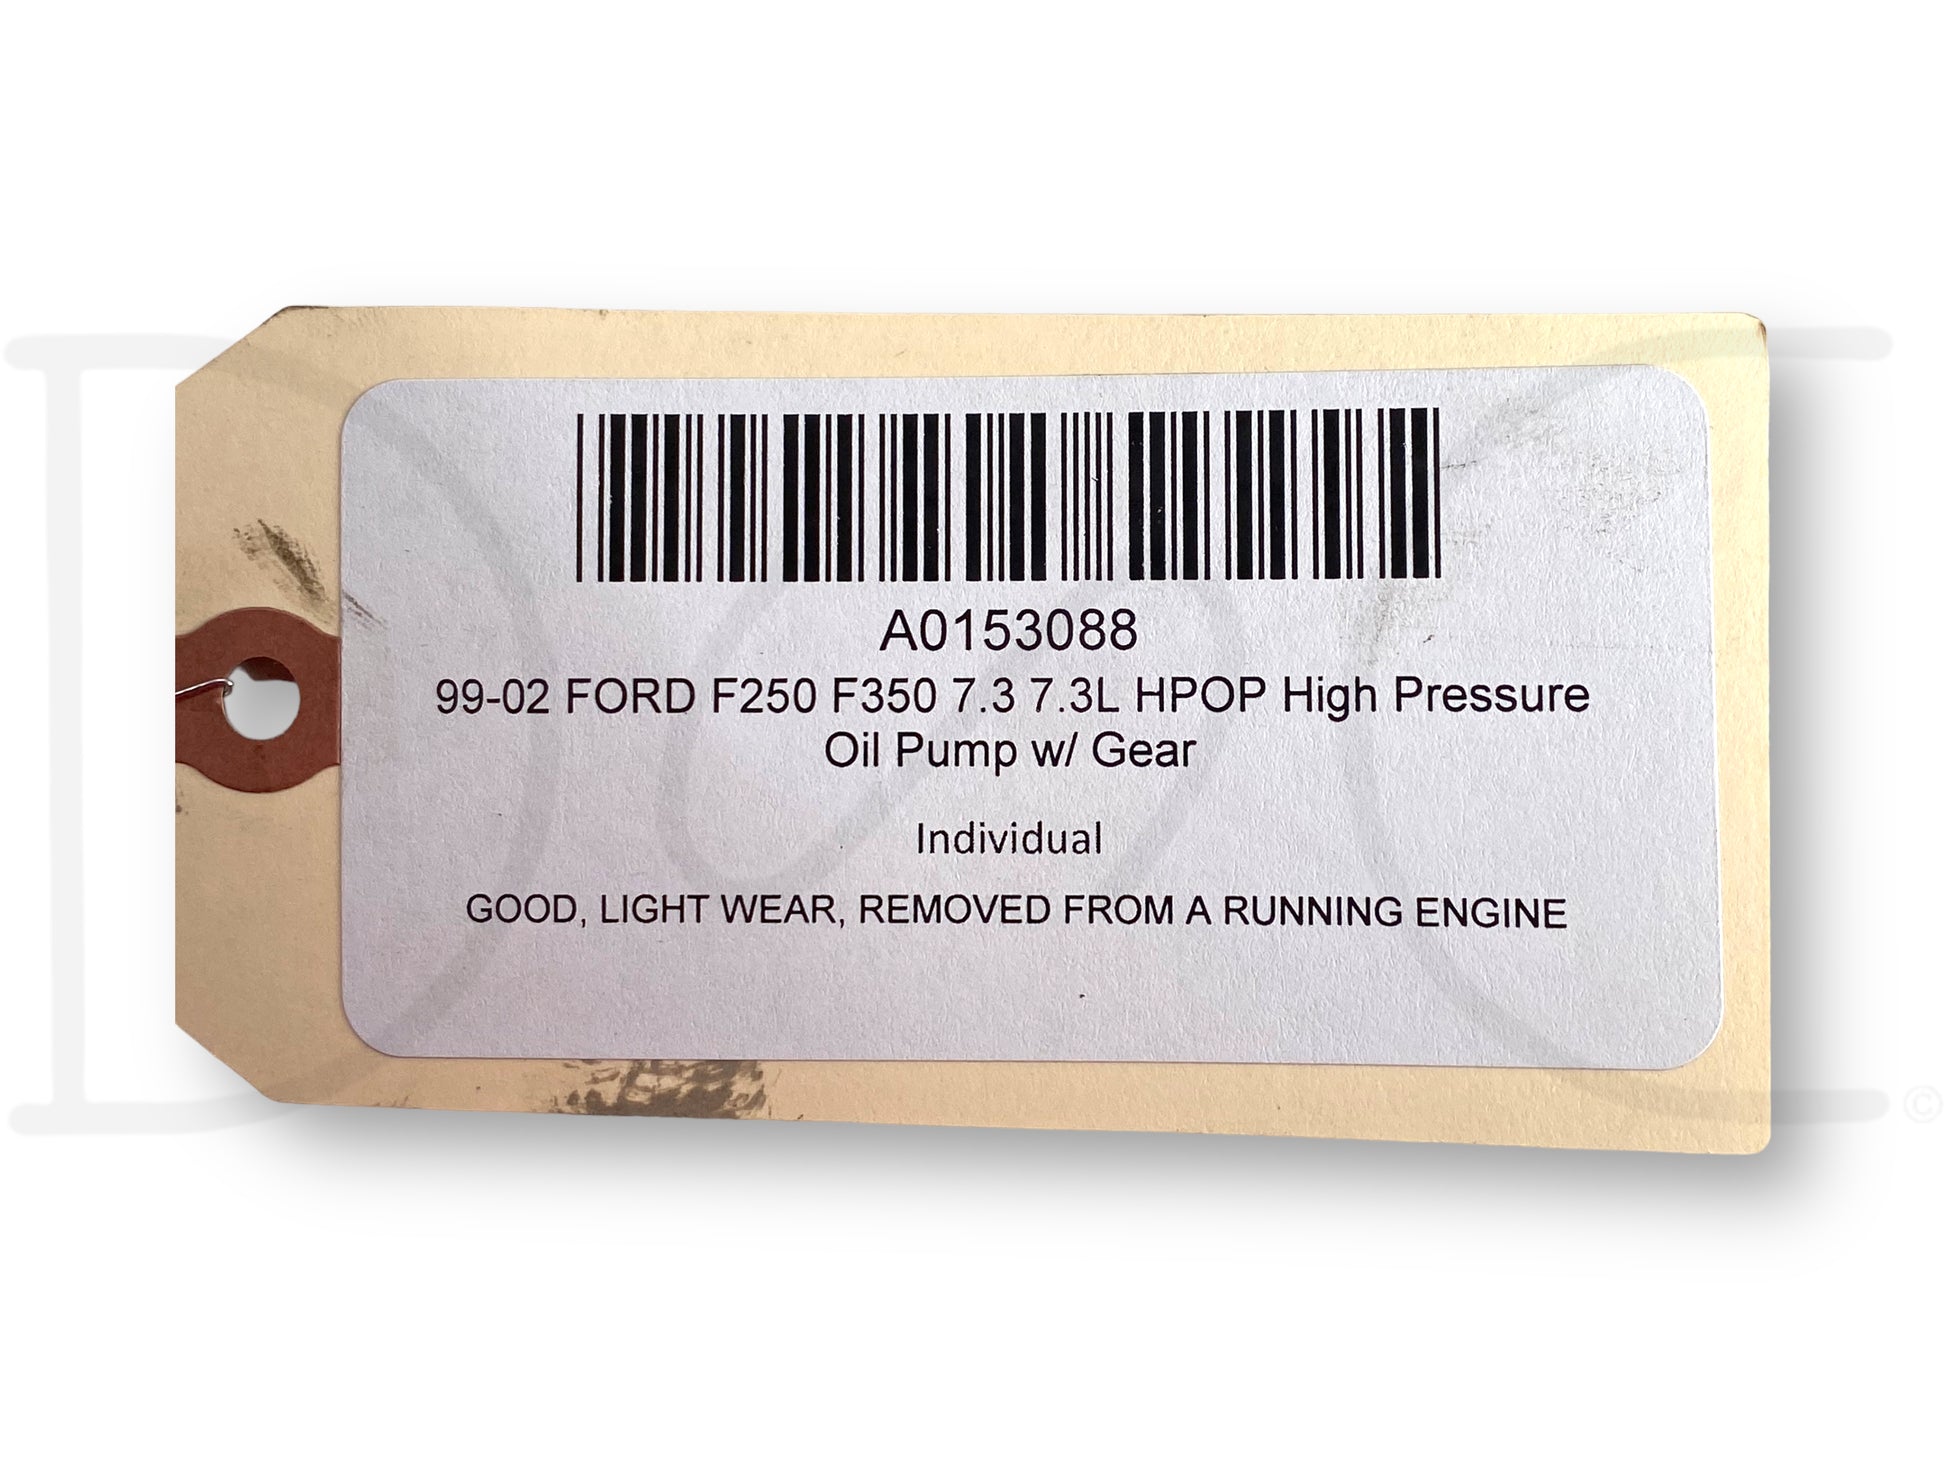 A0153088
99-02 FORD F250 F350 7.3 7.3L HPOP High Pressure
Oil Pump w/ Gear
Individual
GOOD, LIGHT WEAR, REMOVED FROM A RUNNING ENGINE
©